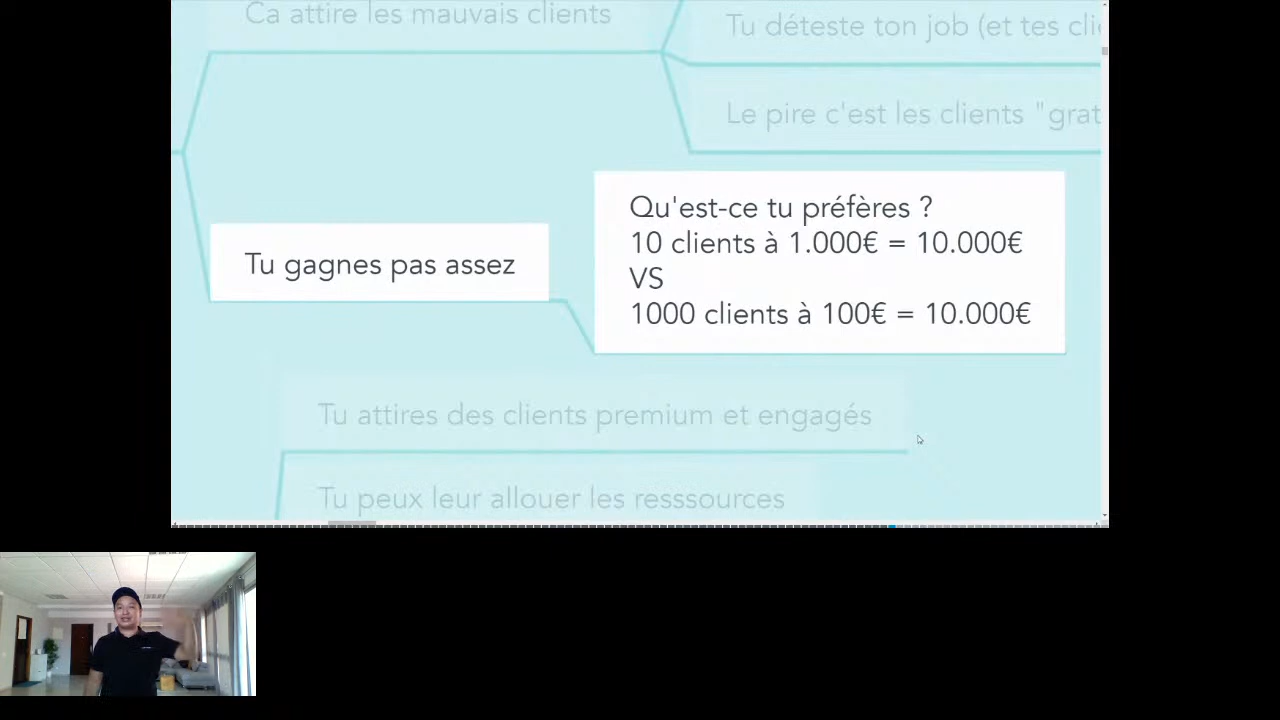 Ca attire les mauvais clients
Tu déteste ton job (et tes
Le pire c'est les clients
Qu'est-ce tu préfères ?
10 clients à 1.000€ = 10.000€
VS
1000 clients à 100€ = 10.000€
Tu gagnes pas assez
Tu attires des clients premium et engagés
Tu peux leur allouer les resssources